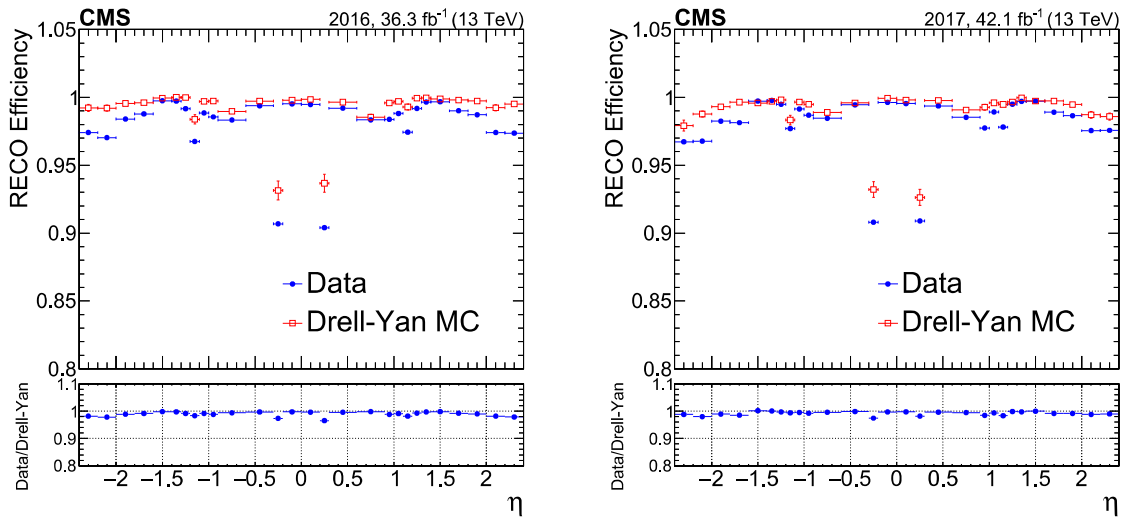 CMS 2016, 36.3 fb⁻¹ (13 TeV)
RECO Efficiency
1.05
1
0.95
0.9
0.85
0.8
Data
Drell-Yan MC
Data/Drell-Yan
1.1
1
0.9
0.8
−2 −1.5 −1 −0.5 0 0.5 1 1.5 2
η
CMS 2017, 42.1 fb⁻¹ (13 TeV)
RECO Efficiency
1.05
1
0.95
0.9
0.85
0.8
Data
Drell-Yan MC
Data/Drell-Yan
1.1
1
0.9
0.8
−2 −1.5 −1 −0.5 0 0.5 1 1.5 2
η